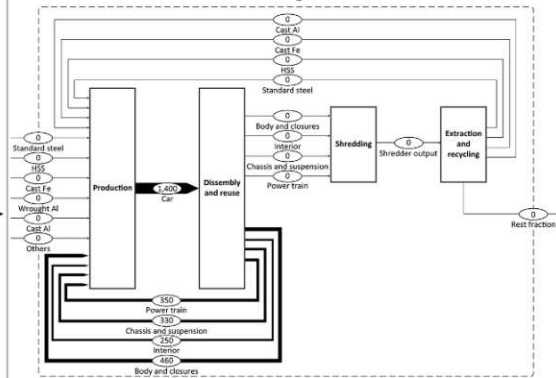 0
Cast Al
0
Cast Fe
0
HSS
0
Standard steel
0
Standard steel
0
HSS
0
Cast Fe
0
Wrought Al
0
Cast Al
0
Others
Production
1,400
Car
Dissembly
and reuse
0
Body and closures
0
Interior
0
Chassis and suspension
0
Power train
Shredding
0
Shredder output
Extraction
and
recycling
0
Rest fraction
350
Power train
330
Chassis and suspension
250
Interior
460
Body and closures